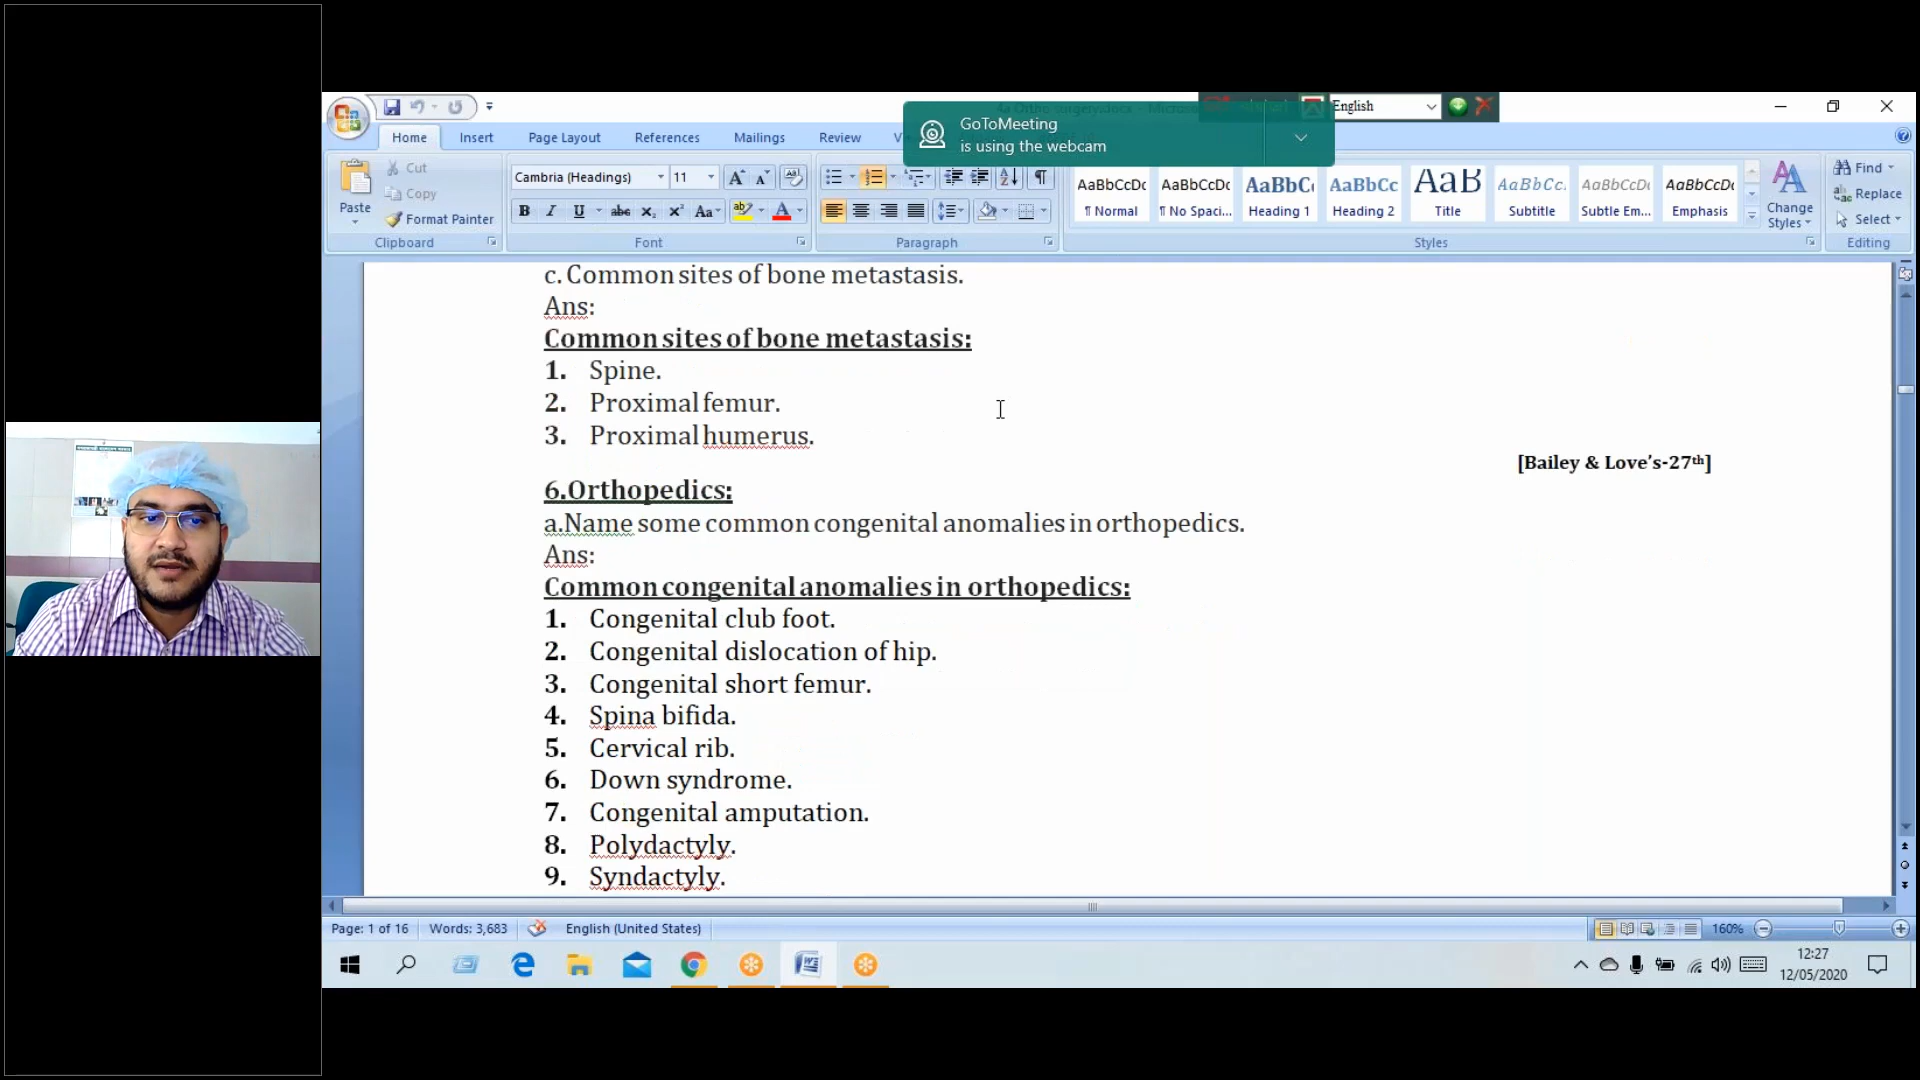 English
GoToMeeting
is using the webcam
Home
Insert
Page Layout
References
Mailings
Review
Cut
Copy
Format Painter
Paste
Clipboard
Cambria (Headings)
11
Font
Paragraph
AaBbCcDc
¶ Normal
AaBbCcDc
¶ No Spaci...
AaBbC
Heading 1
AaBbCc
Heading 2
AaB
Title
AaBbCc.
Subtitle
AaBbCcDc
Subtle Em...
AaBbCcDc
Emphasis
Change
Styles
Styles
Find
Replace
Select
Editing
c. Common sites of bone metastasis.
Ans:
Common sites of bone metastasis:
1. Spine.
2. Proximal femur.
3. Proximal humerus.
[Bailey & Love's-27th]
6.Orthopedics:
a.Name some common congenital anomalies in orthopedics.
Ans:
Common congenital anomalies in orthopedics:
1. Congenital club foot.
2. Congenital dislocation of hip.
3. Congenital short femur.
4. Spina bifida.
5. Cervical rib.
6. Down syndrome.
7. Congenital amputation.
8. Polydactyly.
9. Syndactyly.
Page: 1 of 16
Words: 3,683
English (United States)
160%
12:27
12/05/2020